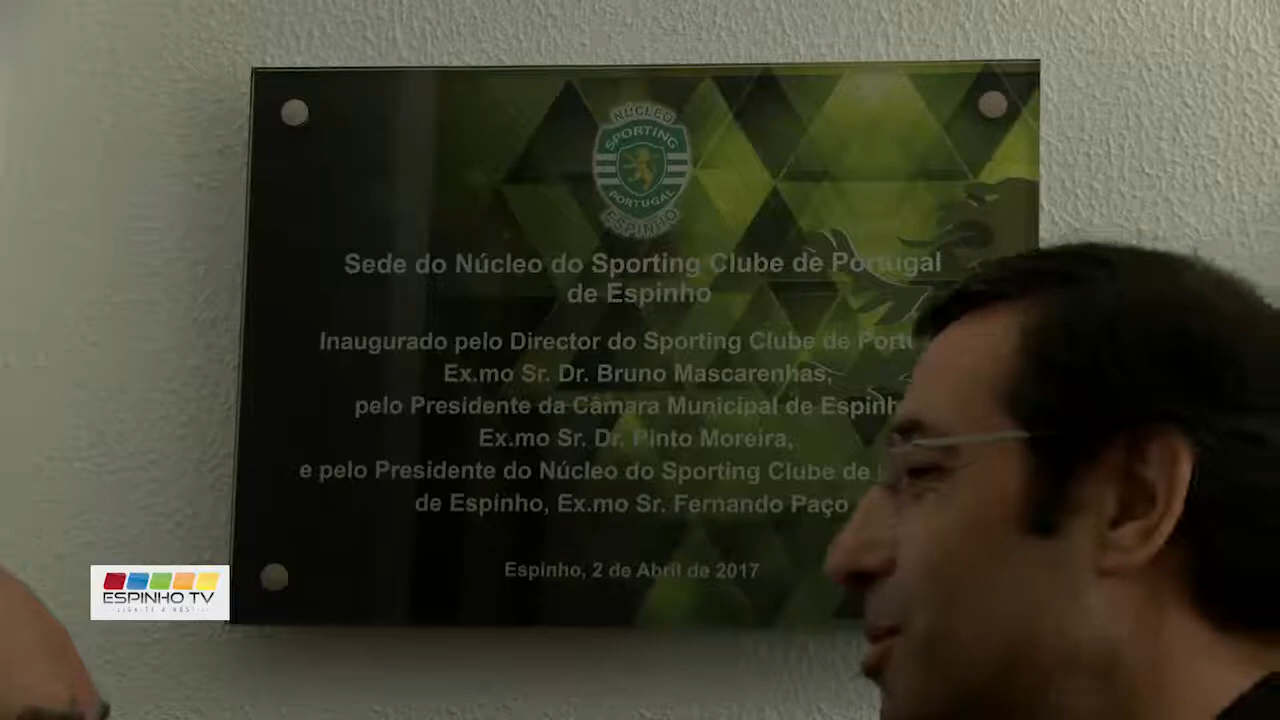 NÚCLEO
SPORTING
PORTUGAL
ESPINHO
Sede do Núcleo do Sporting Clube de Portugal
de Espinho
Inaugurado pelo Director do Sporting Clube de Portu
Ex.mo Sr. Dr. Bruno Mascarenhas,
pelo Presidente da Câmara Municipal de Espinh
Ex.mo Sr. Dr. Pinto Moreira,
e pelo Presidente do Núcleo do Sporting Clube de
de Espinho, Ex.mo Sr. Fernando Paço
Espinho, 2 de Abril de 2017
ESPINHO TV